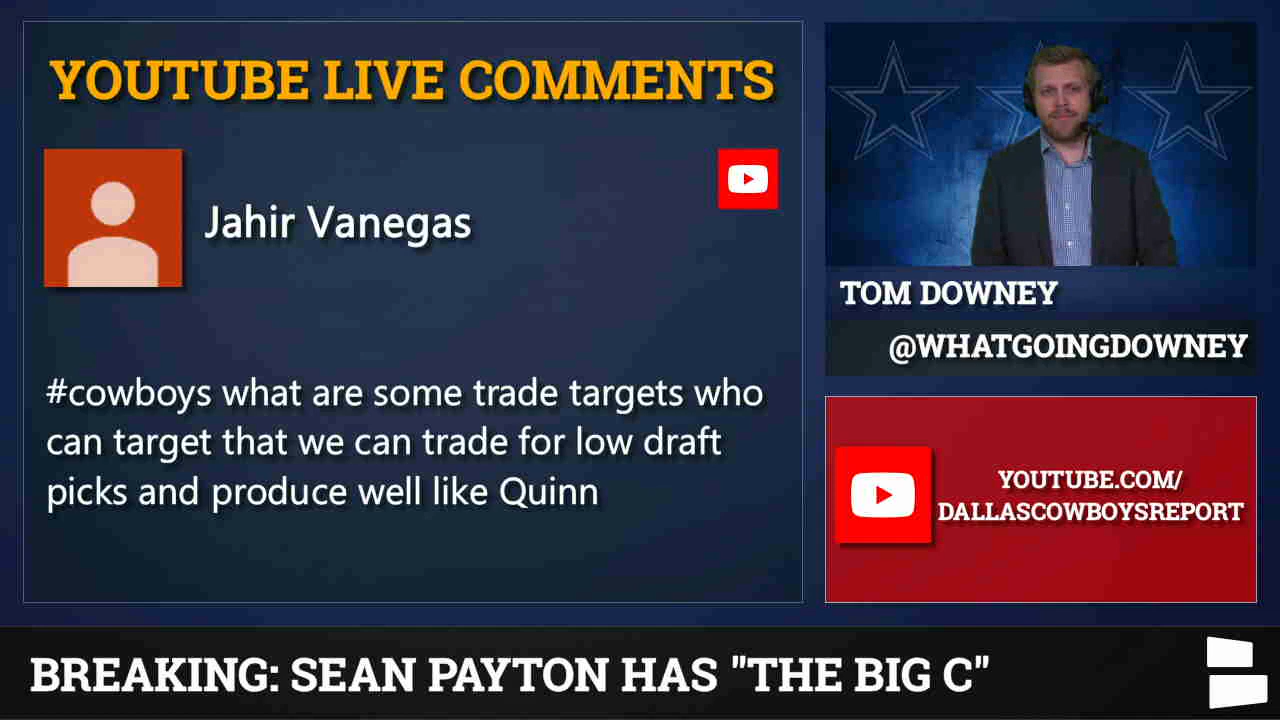 YOUTUBE LIVE COMMENTS
Jahir Vanegas
#cowboys what are some trade targets who
can target that we can trade for low draft
picks and produce well like Quinn
TOM DOWNEY
@WHATGOINGDOWNEY
YOUTUBE.COM/
DALLASCOWBOYSREPORT
BREAKING: SEAN PAYTON HAS "THE BIG C"